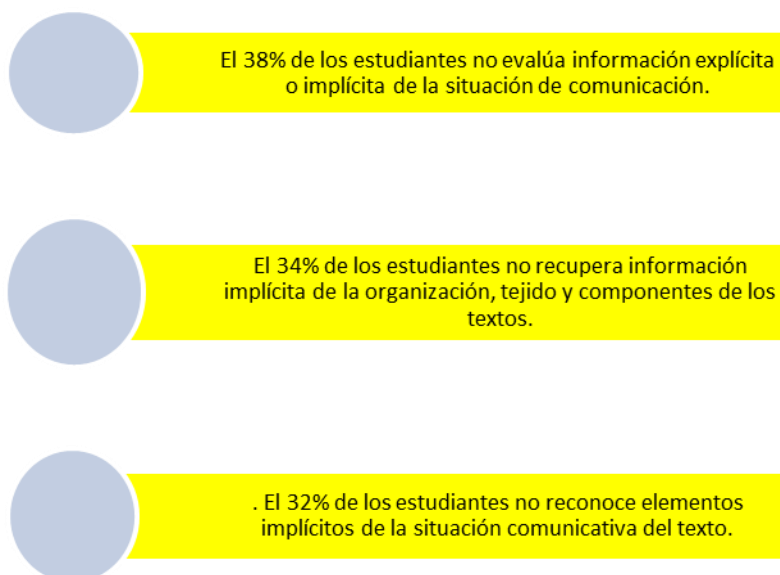 El 38% de los estudiantes no evalúa información explícita
o implícita de la situación de comunicación.
El 34% de los estudiantes no recupera información
implícita de la organización, tejido y componentes de los
textos.
. El 32% de los estudiantes no reconoce elementos
implícitos de la situación comunicativa del texto.